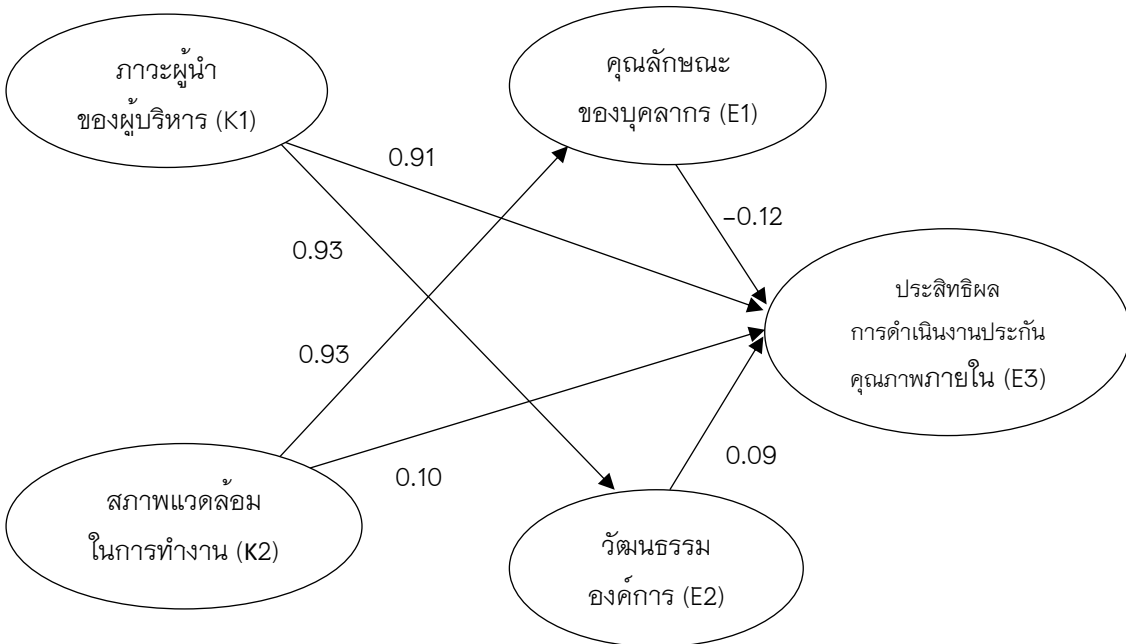 ภาวะผู้นำ
ของผู้บริหาร (K1)
คุณลักษณะ
ของบุคลากร (E1)
0.91
-0.12
0.93
ประสิทธิผล
การดำเนินงานประกัน
คุณภาพภายใน (E3)
0.93
0.10
0.09
สภาพแวดล้อม
ในการทำงาน (K2)
วัฒนธรรม
องค์การ (E2)